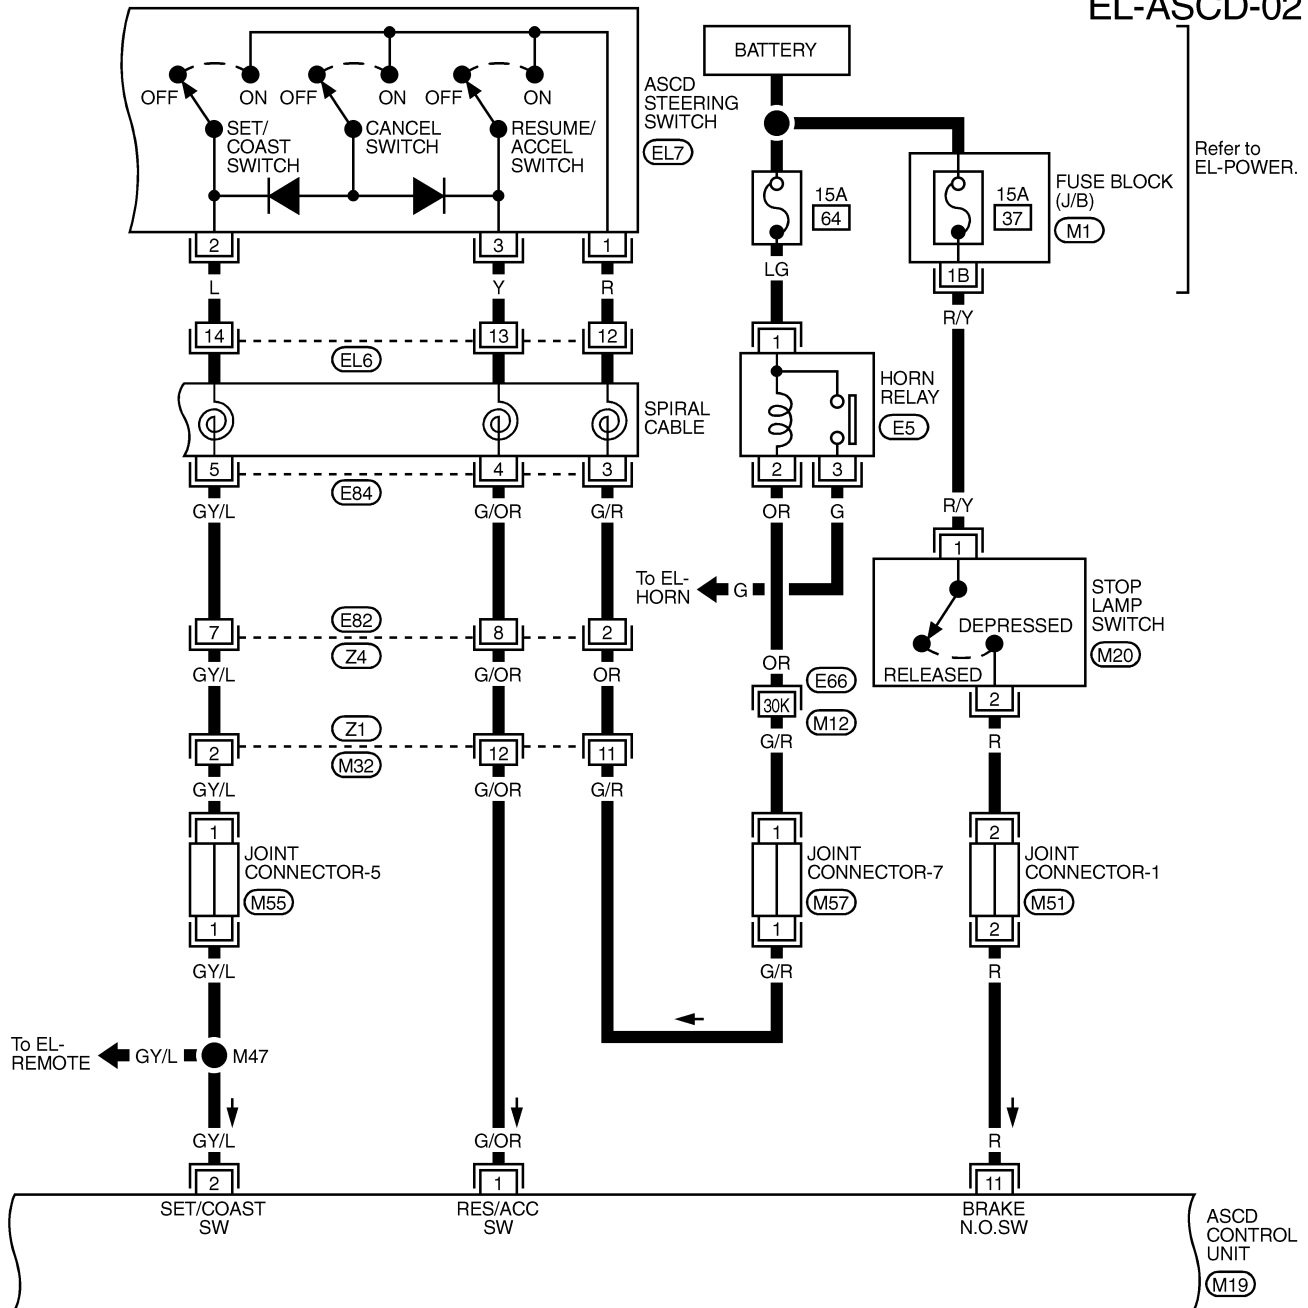 EL-ASCD-02
BATTERY
OFF ON OFF ON OFF ON
SET/
COAST
SWITCH
CANCEL
SWITCH
RESUME/
ACCEL
SWITCH
ASCD
STEERING
SWITCH
EL7
Refer to
EL-POWER.
15A
64
15A
37
FUSE BLOCK
(J/B)
M1
2 3 1
1B
LG
L Y R
R/Y
14 13 12
EL6
1
HORN
RELAY
E5
SPIRAL
CABLE
5 4 3
E84
2 3
GY/L G/OR G/R OR G
R/Y
1
To EL-
HORN
G
STOP
LAMP
SWITCH
M20
DEPRESSED
RELEASED
E82
7 8 2
Z4
GY/L G/OR OR
OR
E66
30K
M12
G/R
2
R
Z1
2 12 11
M32
GY/L G/OR G/R
1 1 2
JOINT
CONNECTOR-5
M55
JOINT
CONNECTOR-7
M57
JOINT
CONNECTOR-1
M51
1 1 2
GY/L G/R R
To EL-
REMOTE
GY/L
M47
GY/L G/OR R
2 1 11
SET/COAST
SW
RES/ACC
SW
BRAKE
N.O.SW
ASCD
CONTROL
UNIT
M19